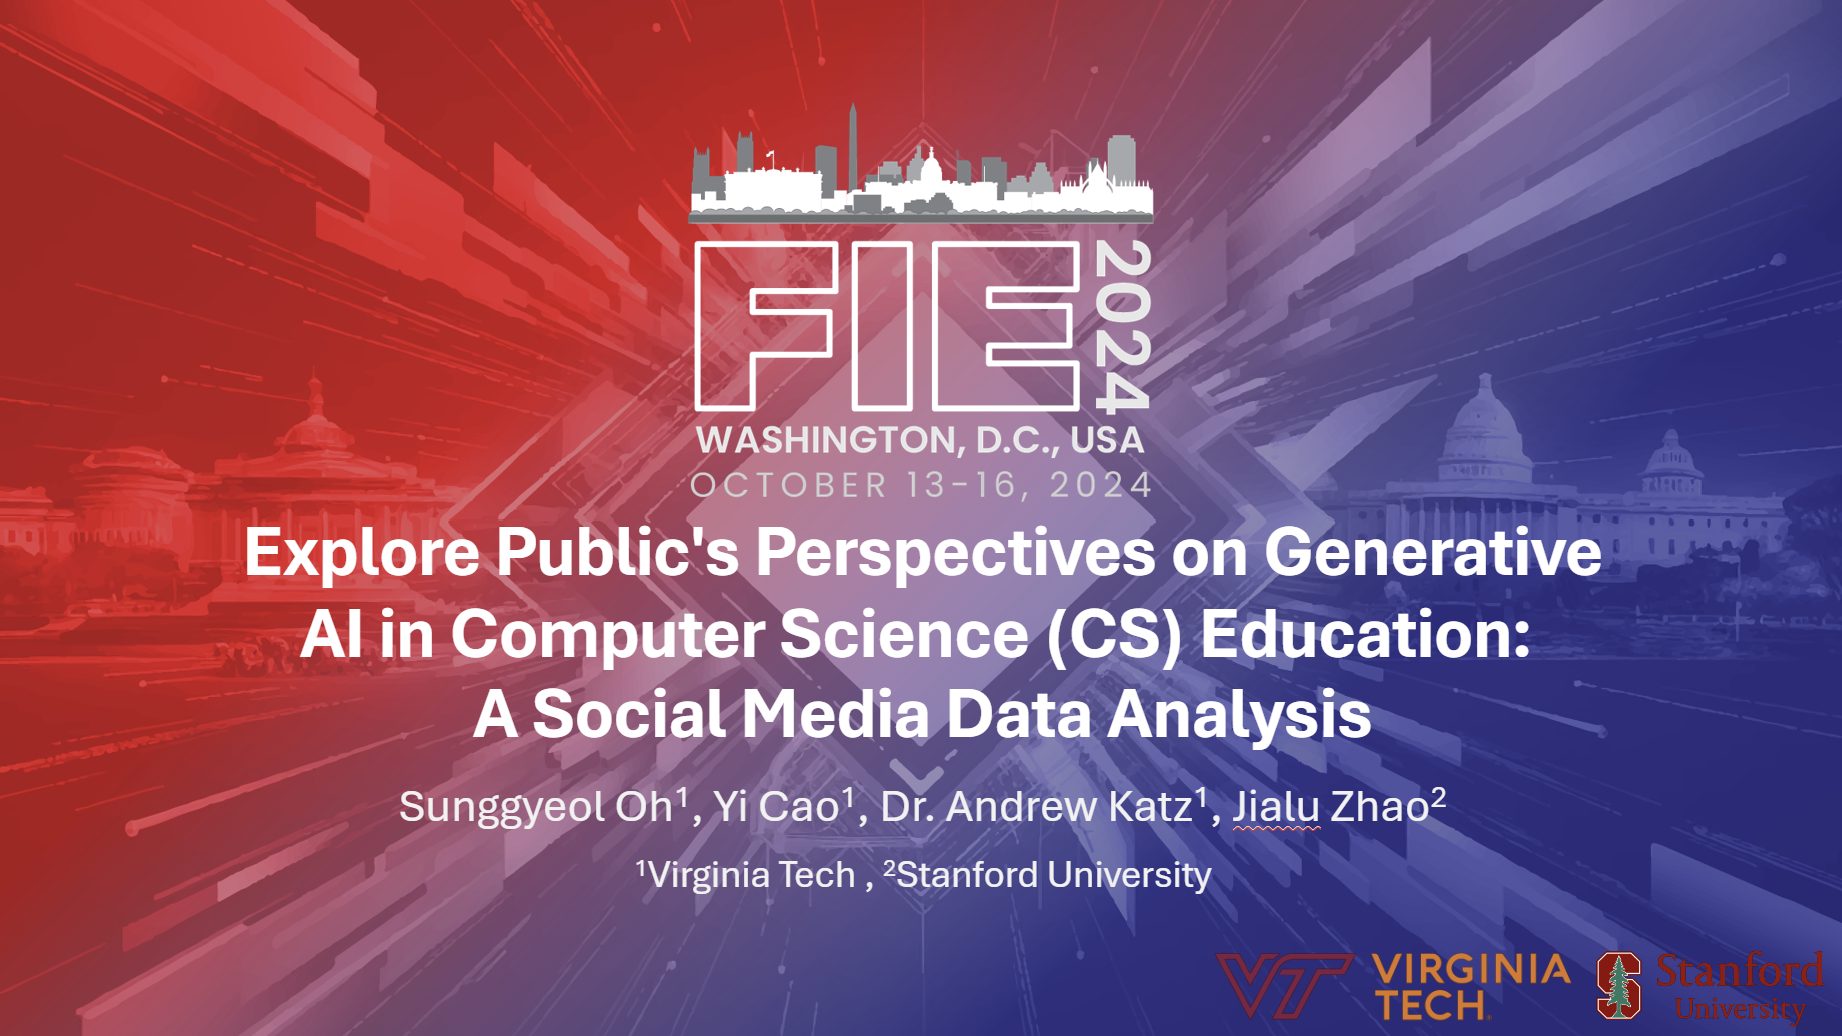 FIE 2024
WASHINGTON, D.C., USA
OCTOBER 13-16, 2024
Explore Public's Perspectives on Generative
AI in Computer Science (CS) Education:
A Social Media Data Analysis
Sunggyeol Oh¹, Yi Cao¹, Dr. Andrew Katz¹, Jialu Zhao²
¹Virginia Tech , ²Stanford University
VT VIRGINIA
TECH.
S Stanford
University